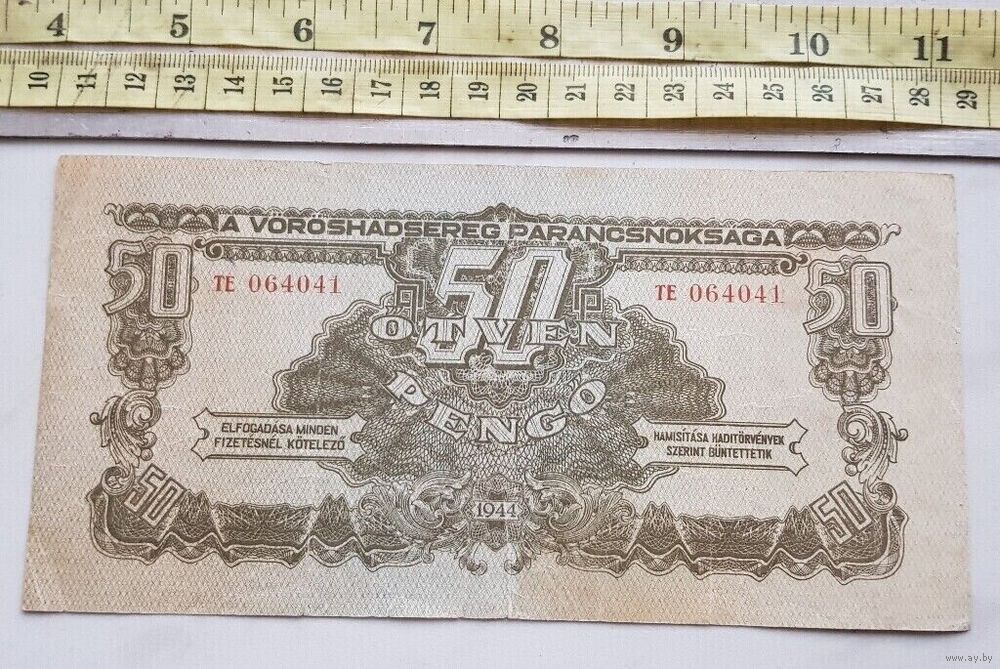 4 5 6 7 8 9 10 11
10 11 12 13 14 15 16 17 18 19 20 21 22 23 24 25 26 27 28 29
A VÖRÖSHADSEREG PARANCSNOKSAGA
50 50 50
TE 064041 TE 064041
ÖTVEN
PENGŐ
ELFOGADÁSA MINDEN
FIZETÉSNÉL KÖTELEZŐ
HAMISÍTÁSA HADITÖRVÉNYEK
SZERINT BÜNTETTETIK
50 1944 50
www.ay.by